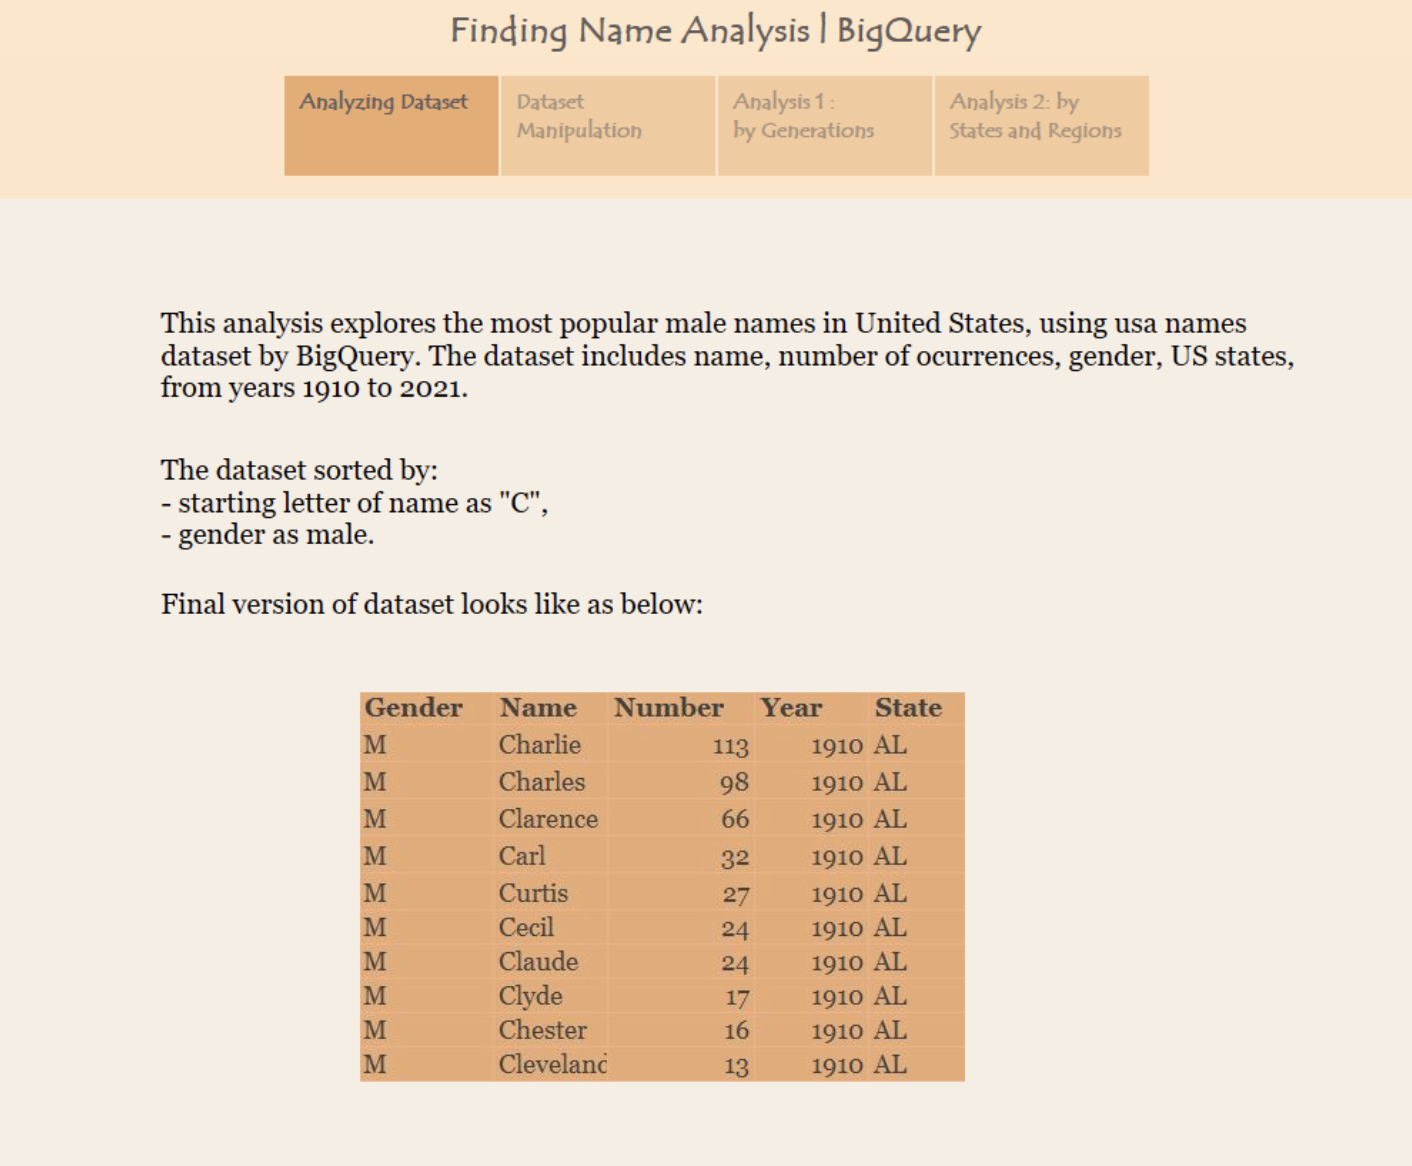 Finding Name Analysis | BigQuery
Analyzing Dataset
Dataset
Manipulation
Analysis 1 :
by Generations
Analysis 2: by
States and Regions
This analysis explores the most popular male names in United States, using usa names
dataset by BigQuery. The dataset includes name, number of ocurrences, gender, US states,
from years 1910 to 2021.
The dataset sorted by:
- starting letter of name as "C",
- gender as male.
Final version of dataset looks like as below:
Gender Name Number Year State
M Charlie 113 1910 AL
M Charles 98 1910 AL
M Clarence 66 1910 AL
M Carl 32 1910 AL
M Curtis 27 1910 AL
M Cecil 24 1910 AL
M Claude 24 1910 AL
M Clyde 17 1910 AL
M Chester 16 1910 AL
M Cleveland 13 1910 AL